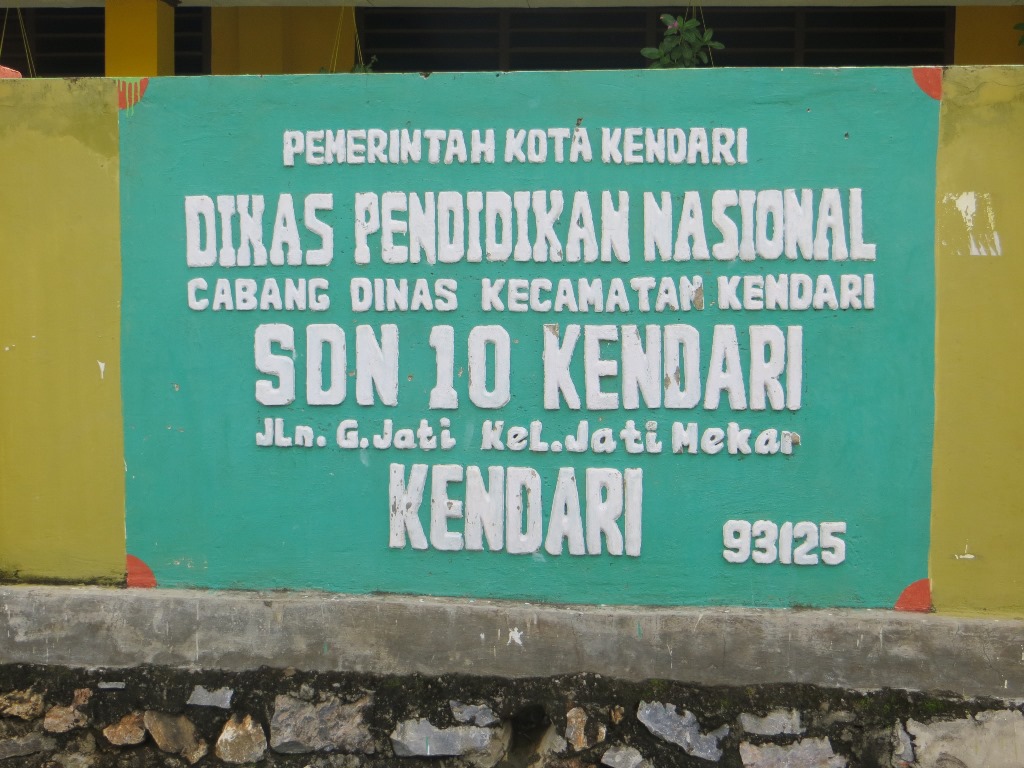 PEMERINTAH KOTA KENDARI
DINAS PENDIDIKAN NASIONAL
CABANG DINAS KECAMATAN KENDARI
SDN 10 KENDARI
JLn. G.Jati Kel.Jati Mekar
KENDARI
93125